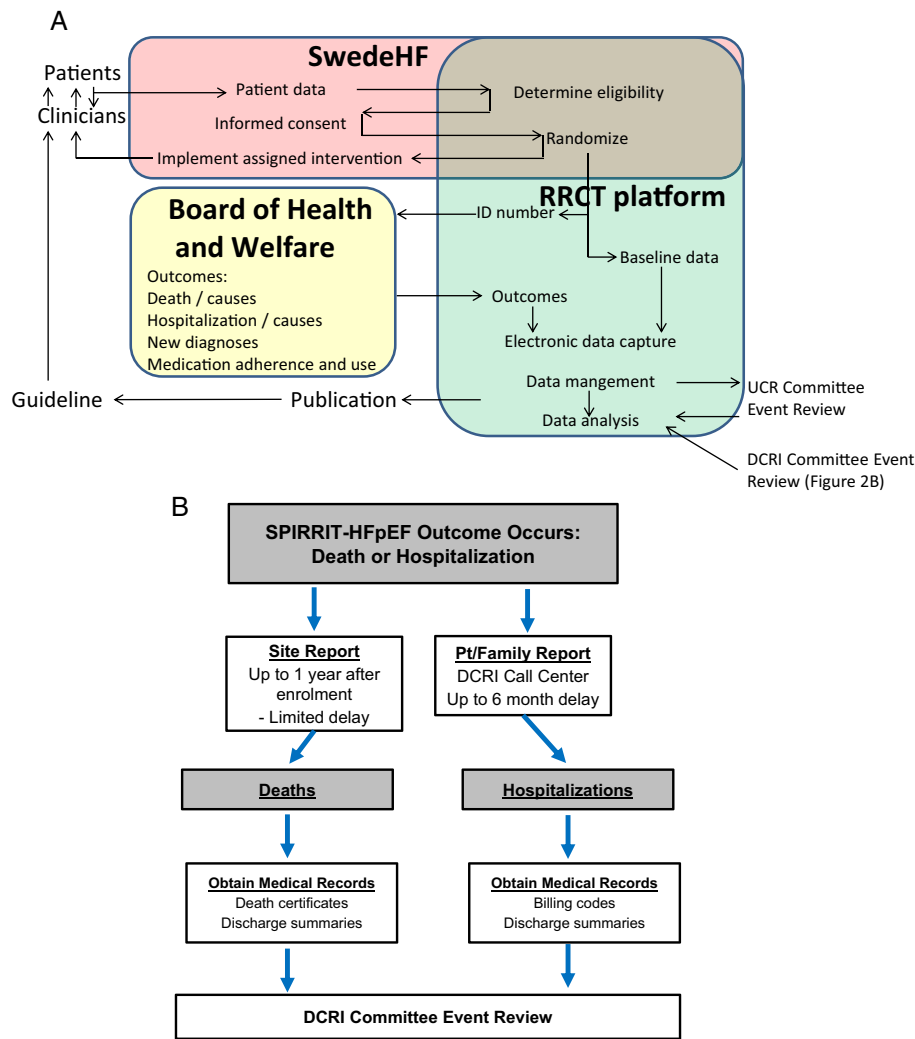 A
SwedeHF
Patients
Patient data
Determine eligibility
Clinicians
Informed consent
Randomize
Implement assigned intervention
RRCT platform
Board of Health
and Welfare
ID number
Baseline data
Outcomes:
Death / causes
Hospitalization / causes
New diagnoses
Medication adherence and use
Outcomes
Electronic data capture
Guideline
Publication
Data mangement
Data analysis
UCR Committee
Event Review
DCRI Committee Event
Review (Figure 2B)
B
SPIRRIT-HFpEF Outcome Occurs:
Death or Hospitalization
Site Report
Up to 1 year after
enrolment
- Limited delay
Pt/Family Report
DCRI Call Center
Up to 6 month delay
Deaths
Hospitalizations
Obtain Medical Records
Death certificates
Discharge summaries
Obtain Medical Records
Billing codes
Discharge summaries
DCRI Committee Event Review